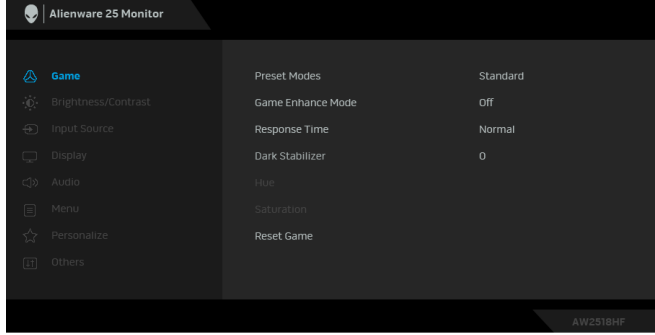 Alienware 25 Monitor
Game
Preset Modes Standard
Brightness/Contrast
Game Enhance Mode Off
Input Source
Response Time Normal
Display
Dark Stabilizer 0
Audio
Hue
Menu
Saturation
Personalize
Reset Game
Others
AW2518HF